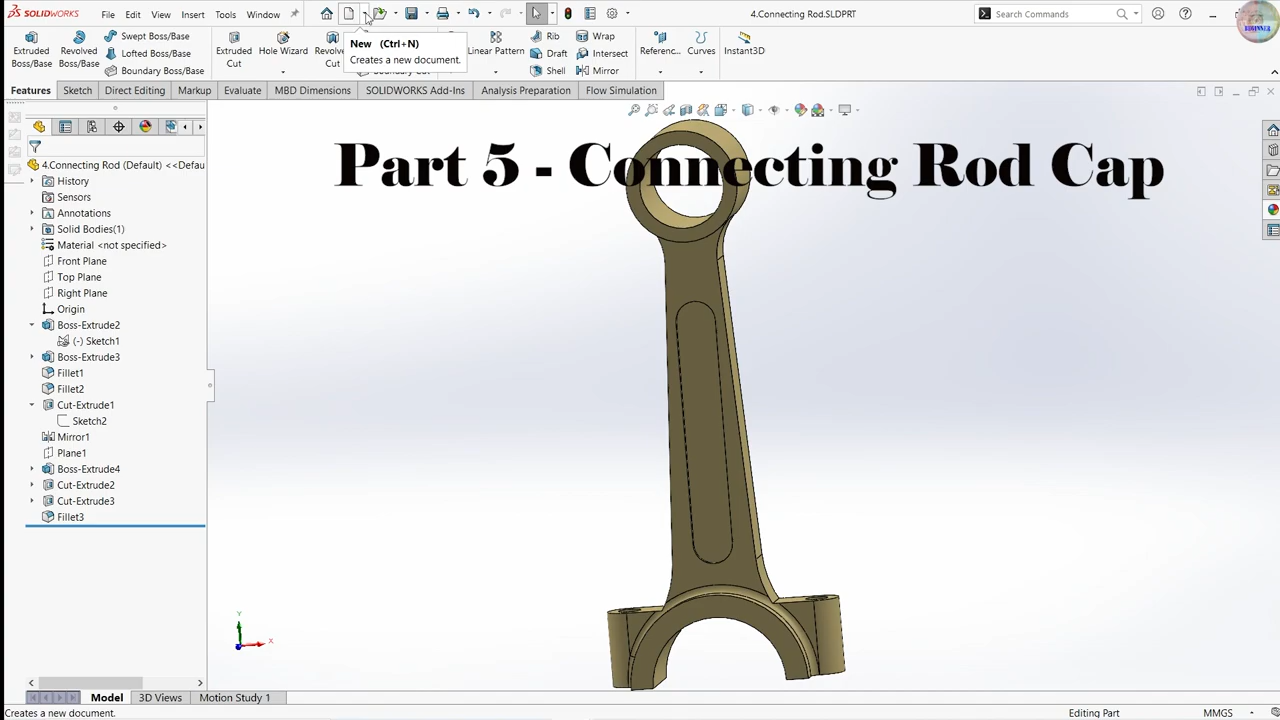 SOLIDWORKS
File
Edit
View
Insert
Tools
Window
4.Connecting Rod.SLDPRT
Search Commands
Extruded
Boss/Base
Revolved
Boss/Base
Swept Boss/Base
Lofted Boss/Base
Boundary Boss/Base
Extruded
Cut
Hole Wizard
Revolved
Cut
New (Ctrl+N)
Creates a new document.
Linear Pattern
Rib
Draft
Shell
Wrap
Intersect
Mirror
Referenc...
Curves
Instant3D
BEGINNER
Features
Sketch
Direct Editing
Markup
Evaluate
MBD Dimensions
SOLIDWORKS Add-Ins
Analysis Preparation
Flow Simulation
Part 5 - Connecting Rod Cap
4.Connecting Rod (Default) <<Defau
History
Sensors
Annotations
Solid Bodies(1)
Material <not specified>
Front Plane
Top Plane
Right Plane
Origin
Boss-Extrude2
(-) Sketch1
Boss-Extrude3
Fillet1
Fillet2
Cut-Extrude1
Sketch2
Mirror1
Plane1
Boss-Extrude4
Cut-Extrude2
Cut-Extrude3
Fillet3
Y
X
Model
3D Views
Motion Study 1
Creates a new document.
Editing Part
MMGS